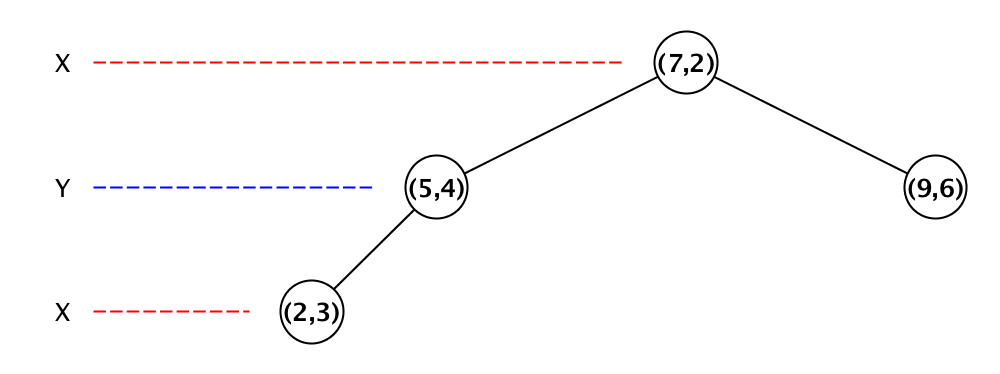 X (7,2)
Y (5,4) (9,6)
X (2,3)